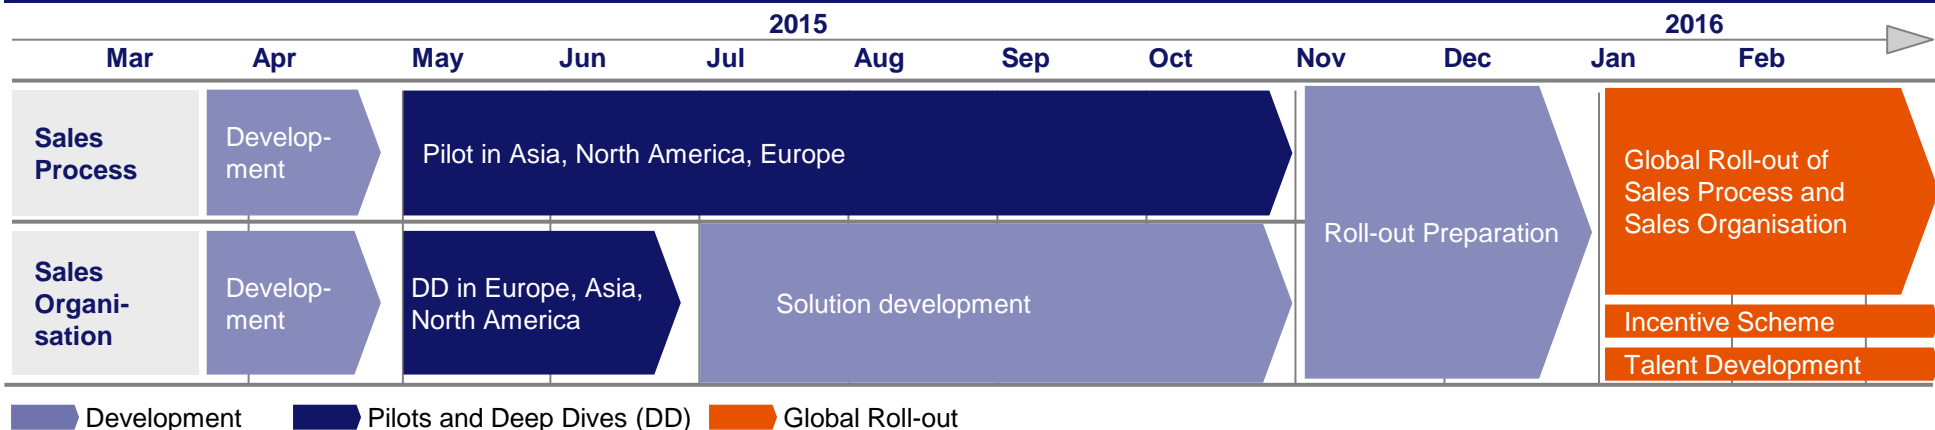 2015
2016
Mar Apr May Jun Jul Aug Sep Oct Nov Dec Jan Feb
Sales
Process
Develop-
ment
Pilot in Asia, North America, Europe
Roll-out Preparation
Global Roll-out of
Sales Process and
Sales Organisation
Sales
Organi-
sation
Develop-
ment
DD in Europe, Asia,
North America
Solution development
Incentive Scheme
Talent Development
Development
Pilots and Deep Dives (DD)
Global Roll-out